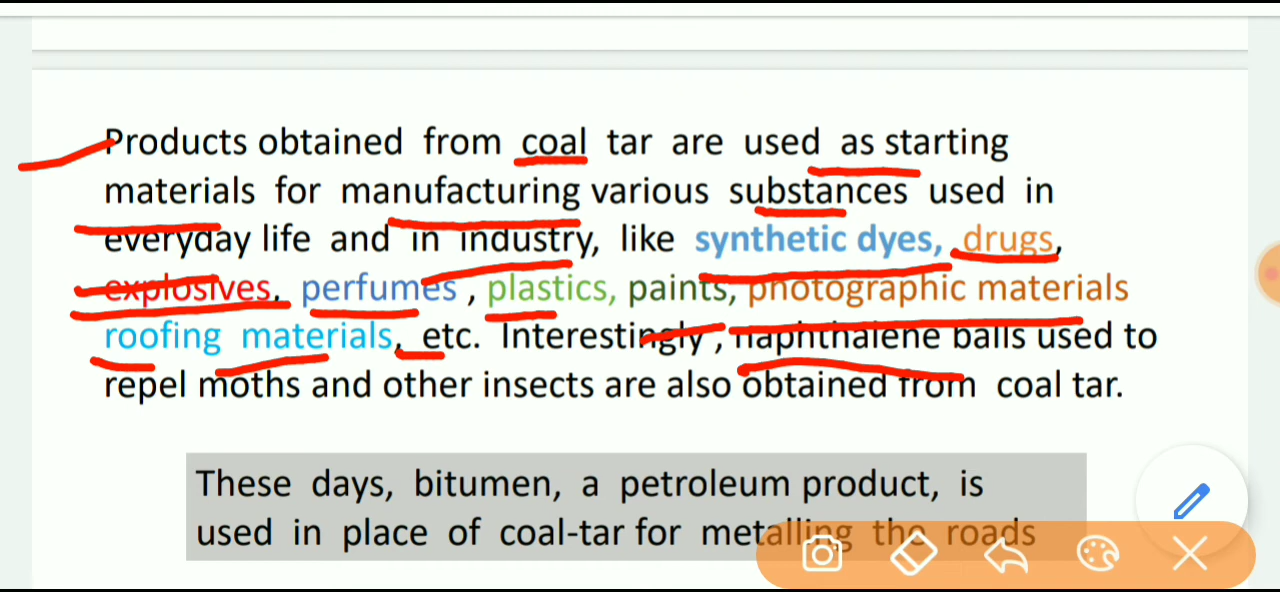 Products obtained from coal tar are used as starting
materials for manufacturing various substances used in
everyday life and in industry, like synthetic dyes, drugs,
explosives, perfumes , plastics, paints, photographic materials
roofing materials, etc. Interestingly , naphthalene balls used to
repel moths and other insects are also obtained from coal tar.
These days, bitumen, a petroleum product, is
used in place of coal-tar for metalling the roads